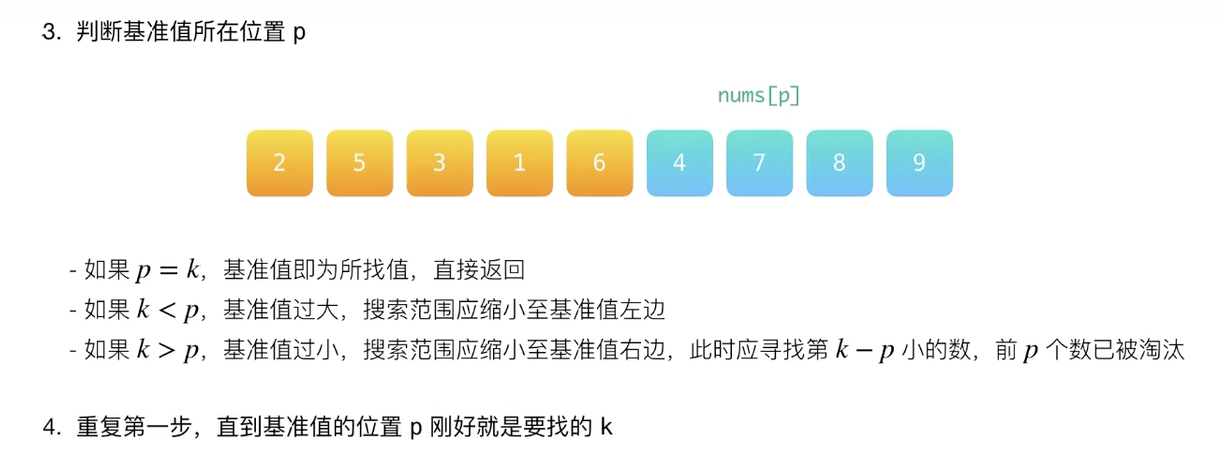 3. 判断基准值所在位置 p
nums[p]
2 5 3 1 6 4 7 8 9
- 如果 p = k，基准值即为所找值，直接返回
- 如果 k < p，基准值过大，搜索范围应缩小至基准值左边
- 如果 k > p，基准值过小，搜索范围应缩小至基准值右边，此时应寻找第 k − p 小的数，前 p 个数已被淘汰
4. 重复第一步，直到基准值的位置 p 刚好就是要找的 k